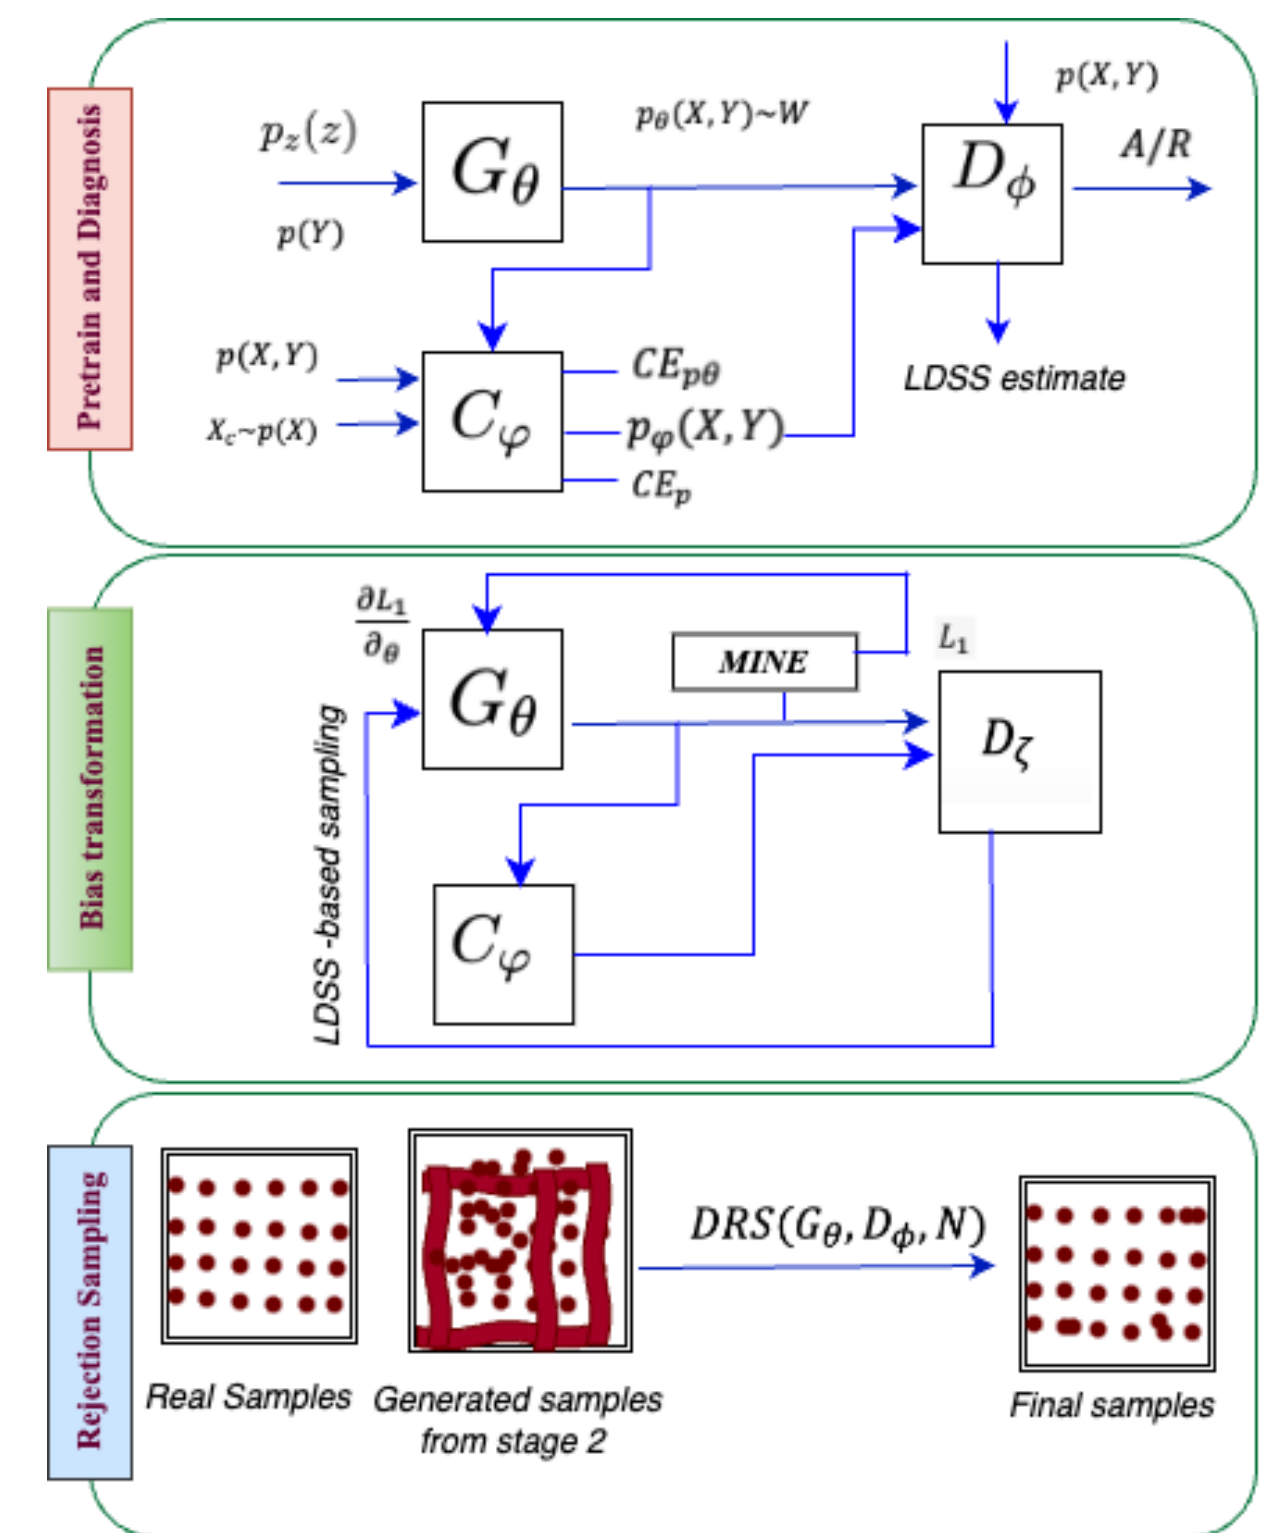 Pretrain and Diagnosis
p_z(z)
p(Y)
G_θ
p_θ(X,Y)~W
p(X,Y)
D_ϕ
A/R
LDSS estimate
p(X,Y)
X_c~p(X)
C_φ
CE_{pθ}
p_φ(X,Y)
CE_p
Bias transformation
∂L_1
∂_θ
G_θ
MINE
L_1
D_ζ
LDSS -based sampling
C_φ
Rejection Sampling
DRS(G_θ, D_ϕ, N)
Real Samples
Generated samples
from stage 2
Final samples